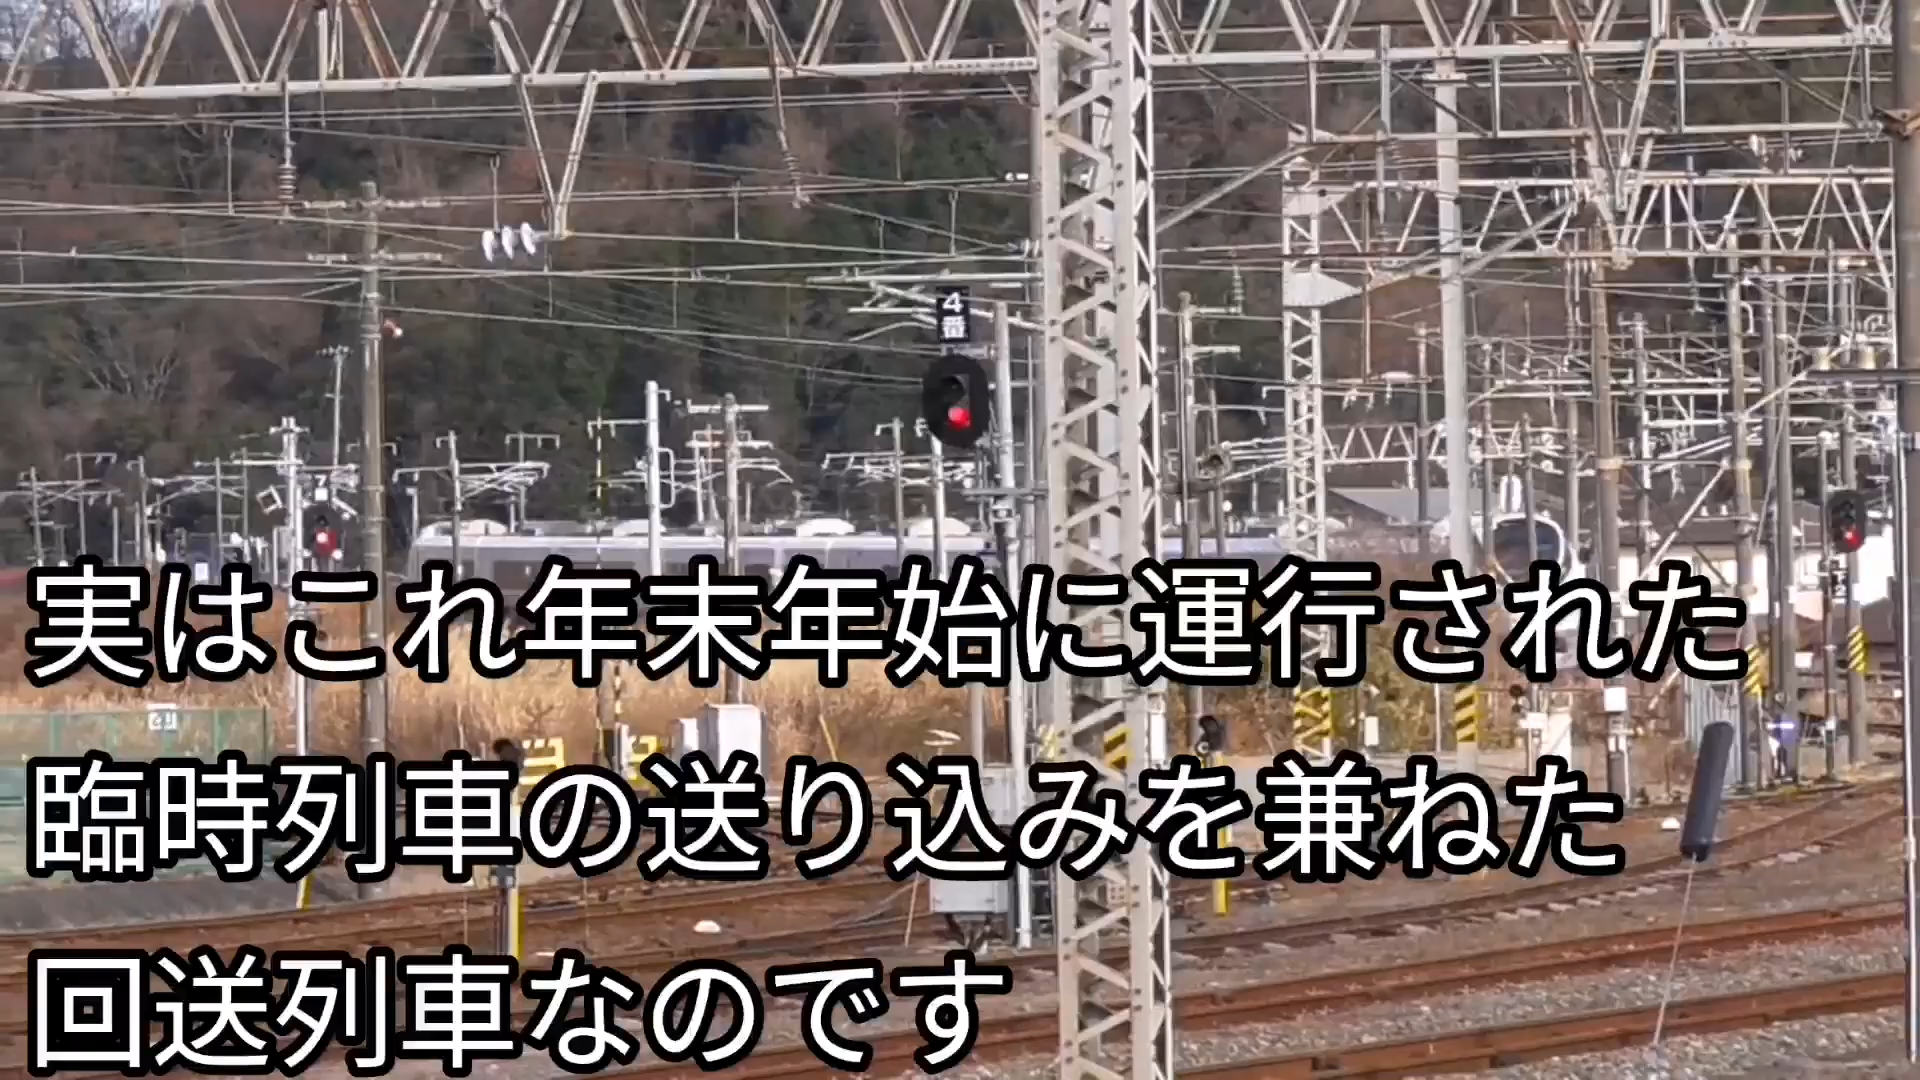 4
番
7
実はこれ年末年始に運行された
臨時列車の送り込みを兼ねた
回送列車なのです